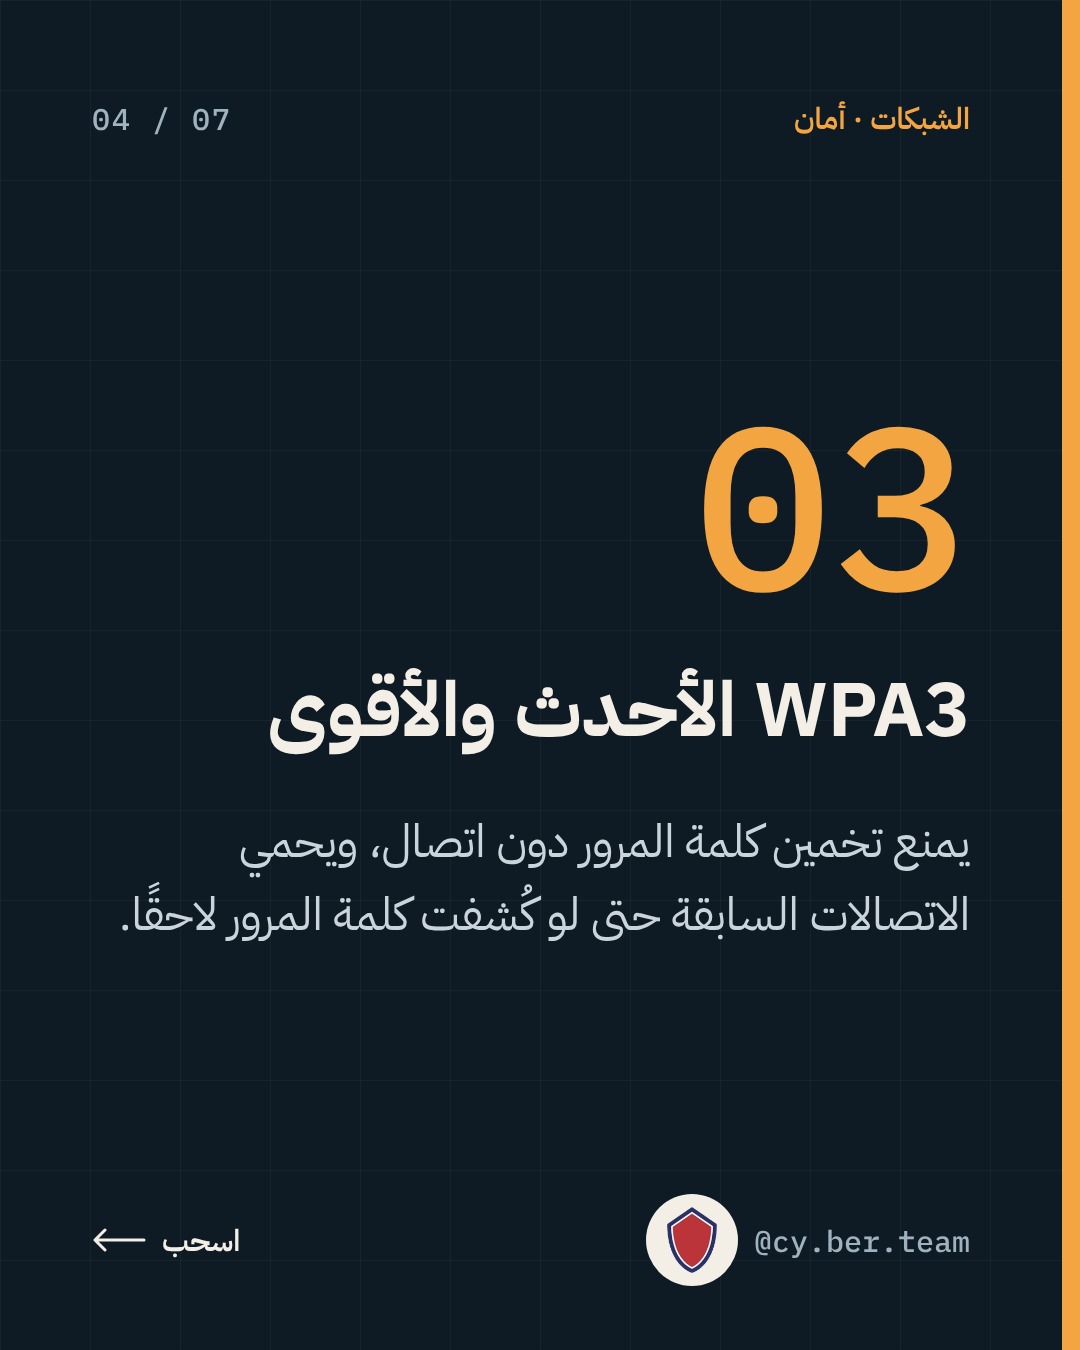 الشبكات · أمان
04 / 07
03
WPA3 الأحدث والأقوى
يمنع تخمين كلمة المرور دون اتصال، ويحمي
الاتصالات السابقة حتى لو كُشفت كلمة المرور لاحقًا.
@cy.ber.team
اسحب ←